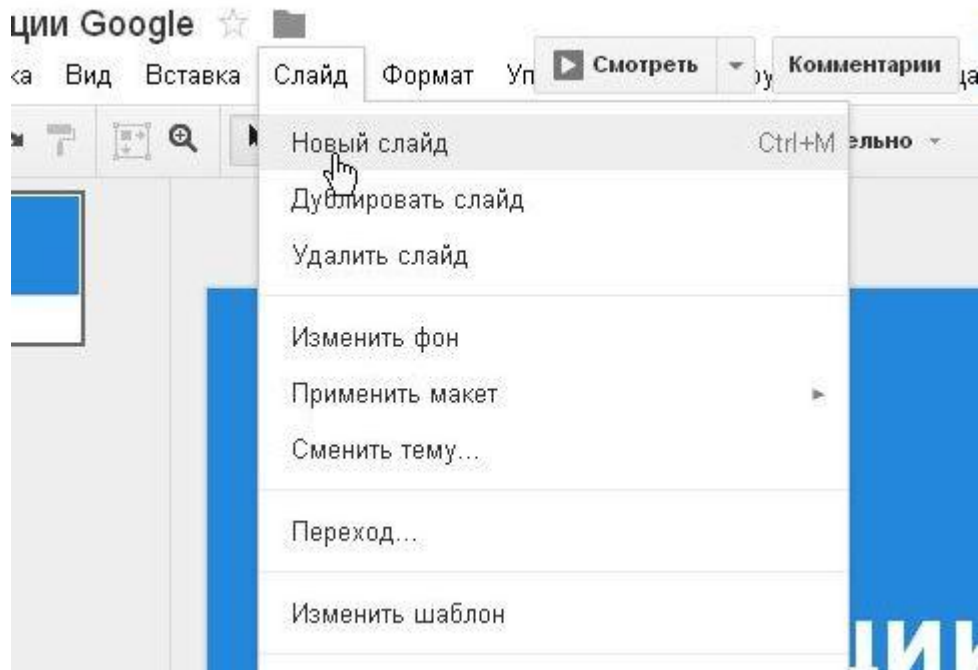 ции Google
ка Вид Вставка Слайд Формат Уп Смотреть Комментарии
Новый слайд Ctrl+M ельно
Дублировать слайд
Удалить слайд
Изменить фон
Применить макет
Сменить тему...
Переход...
Изменить шаблон
ции